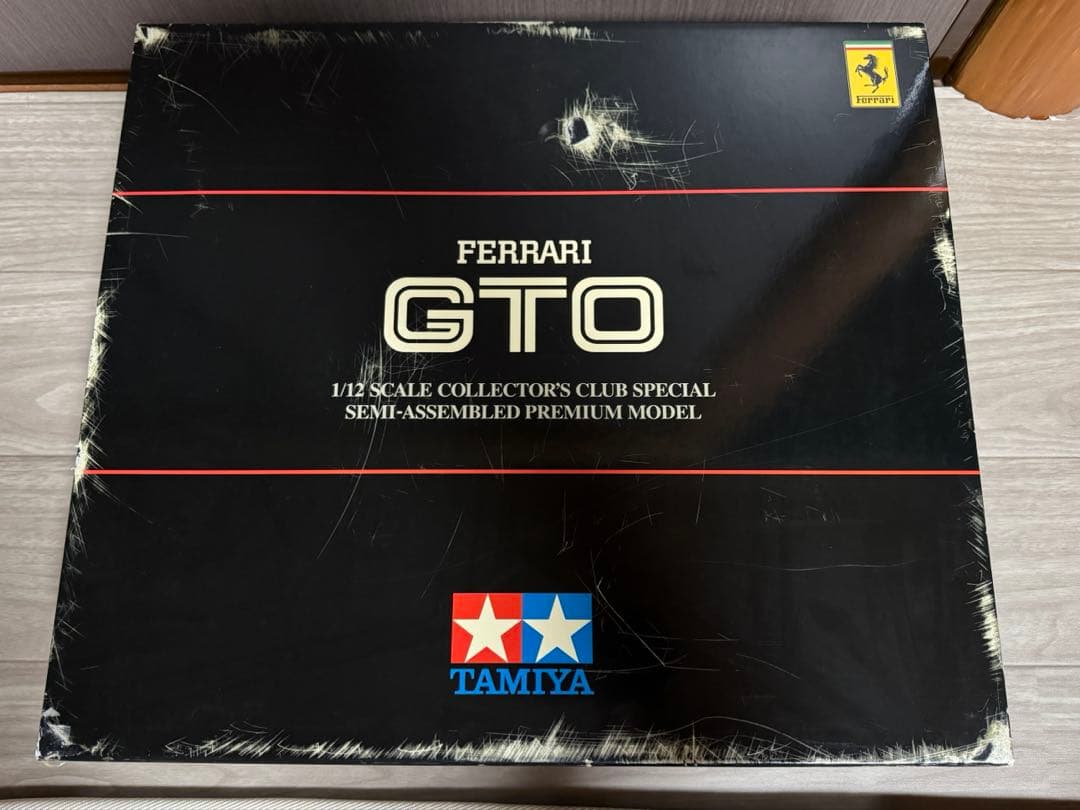 Ferrari
FERRARI
GTO
1/12 SCALE COLLECTOR'S CLUB SPECIAL
SEMI-ASSEMBLED PREMIUM MODEL
TAMIYA